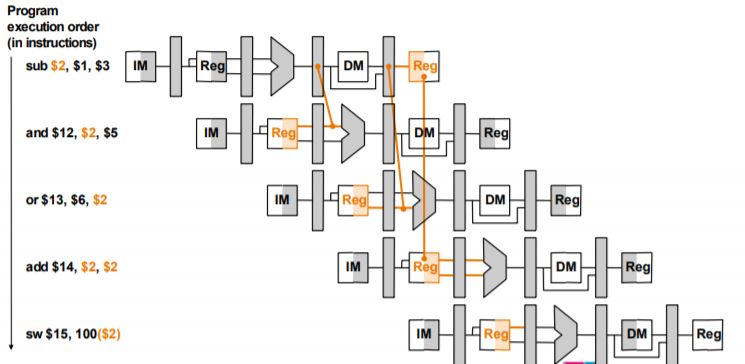 Program
execution order
(in instructions)
sub $2, $1, $3 IM Reg DM Reg
and $12, $2, $5 IM Reg DM Reg
or $13, $6, $2 IM Reg DM Reg
add $14, $2, $2 IM Reg DM Reg
sw $15, 100($2) IM Reg DM Reg